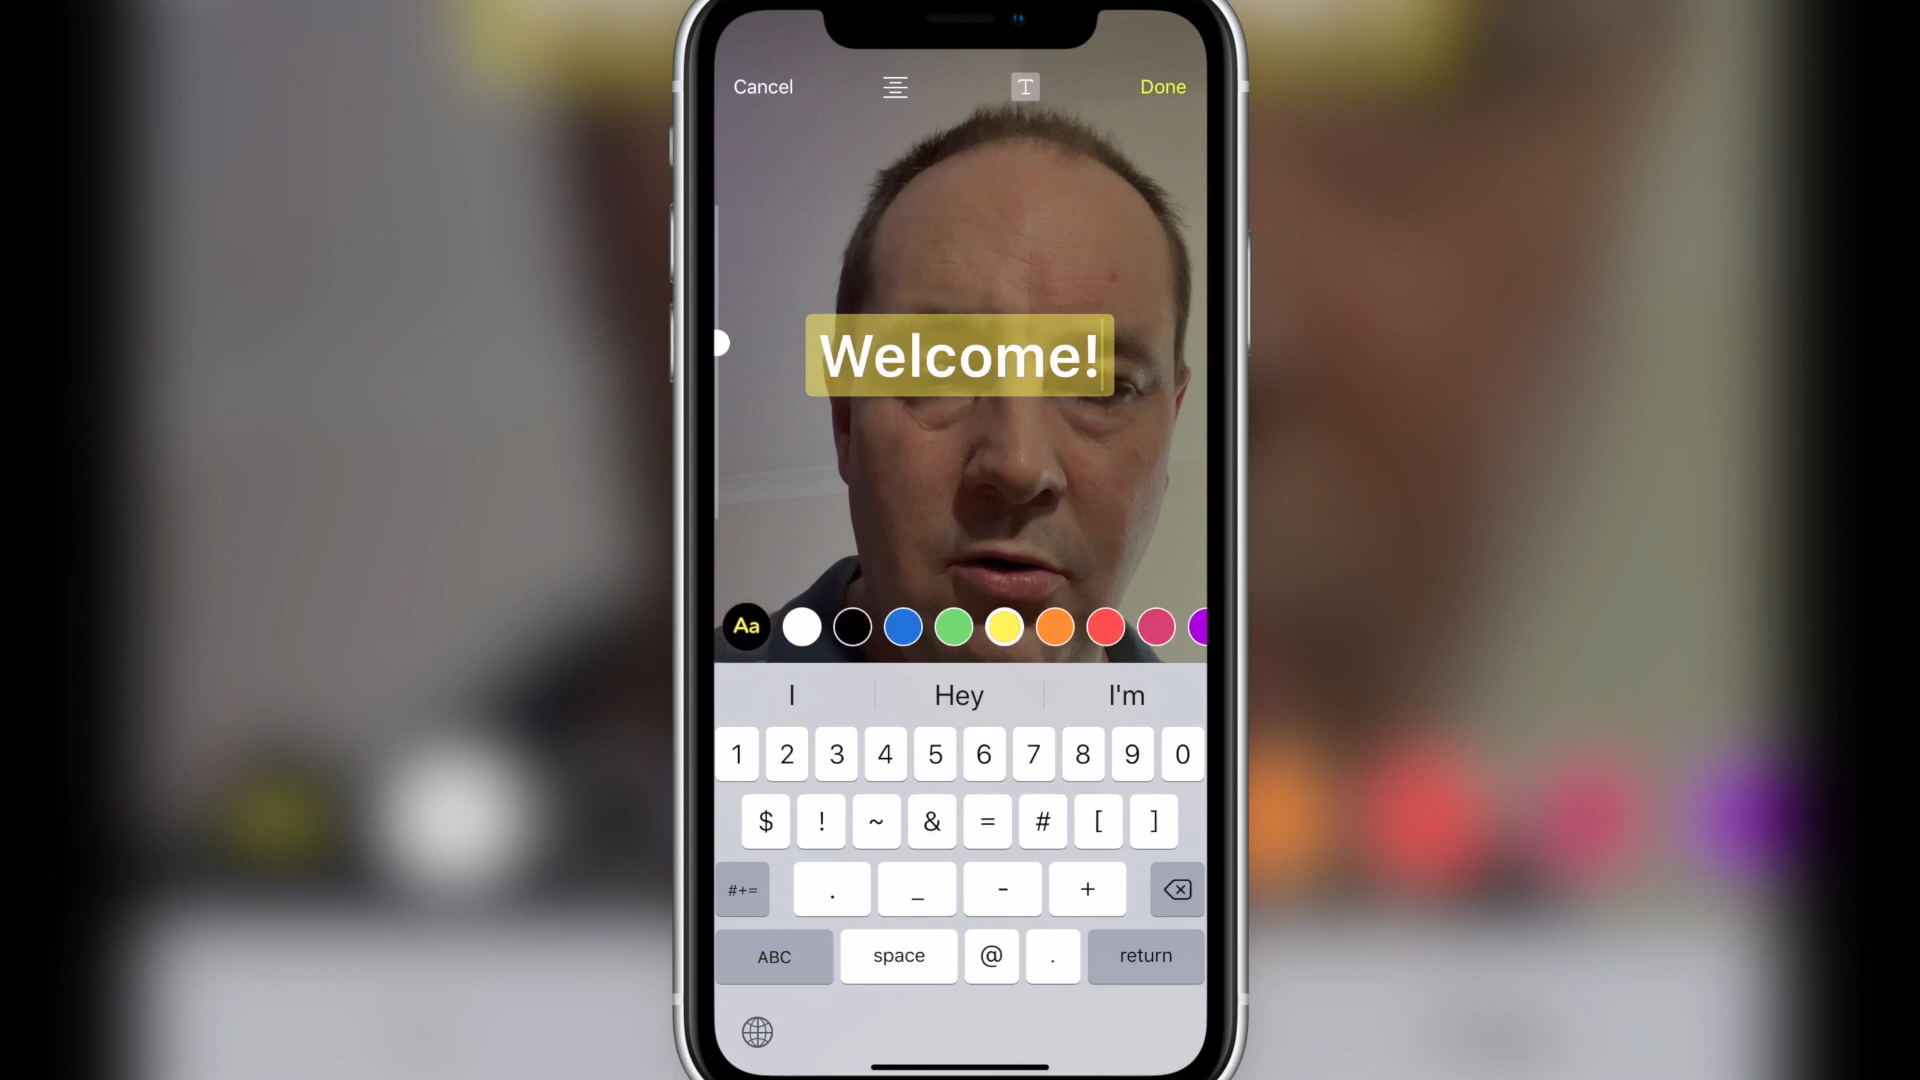 Cancel
T
Done
Welcome!
Aa
I
Hey
I'm
1 2 3 4 5 6 7 8 9 0
$ ! ~ & = # [ ]
#+= . _ - +
ABC space @ . return